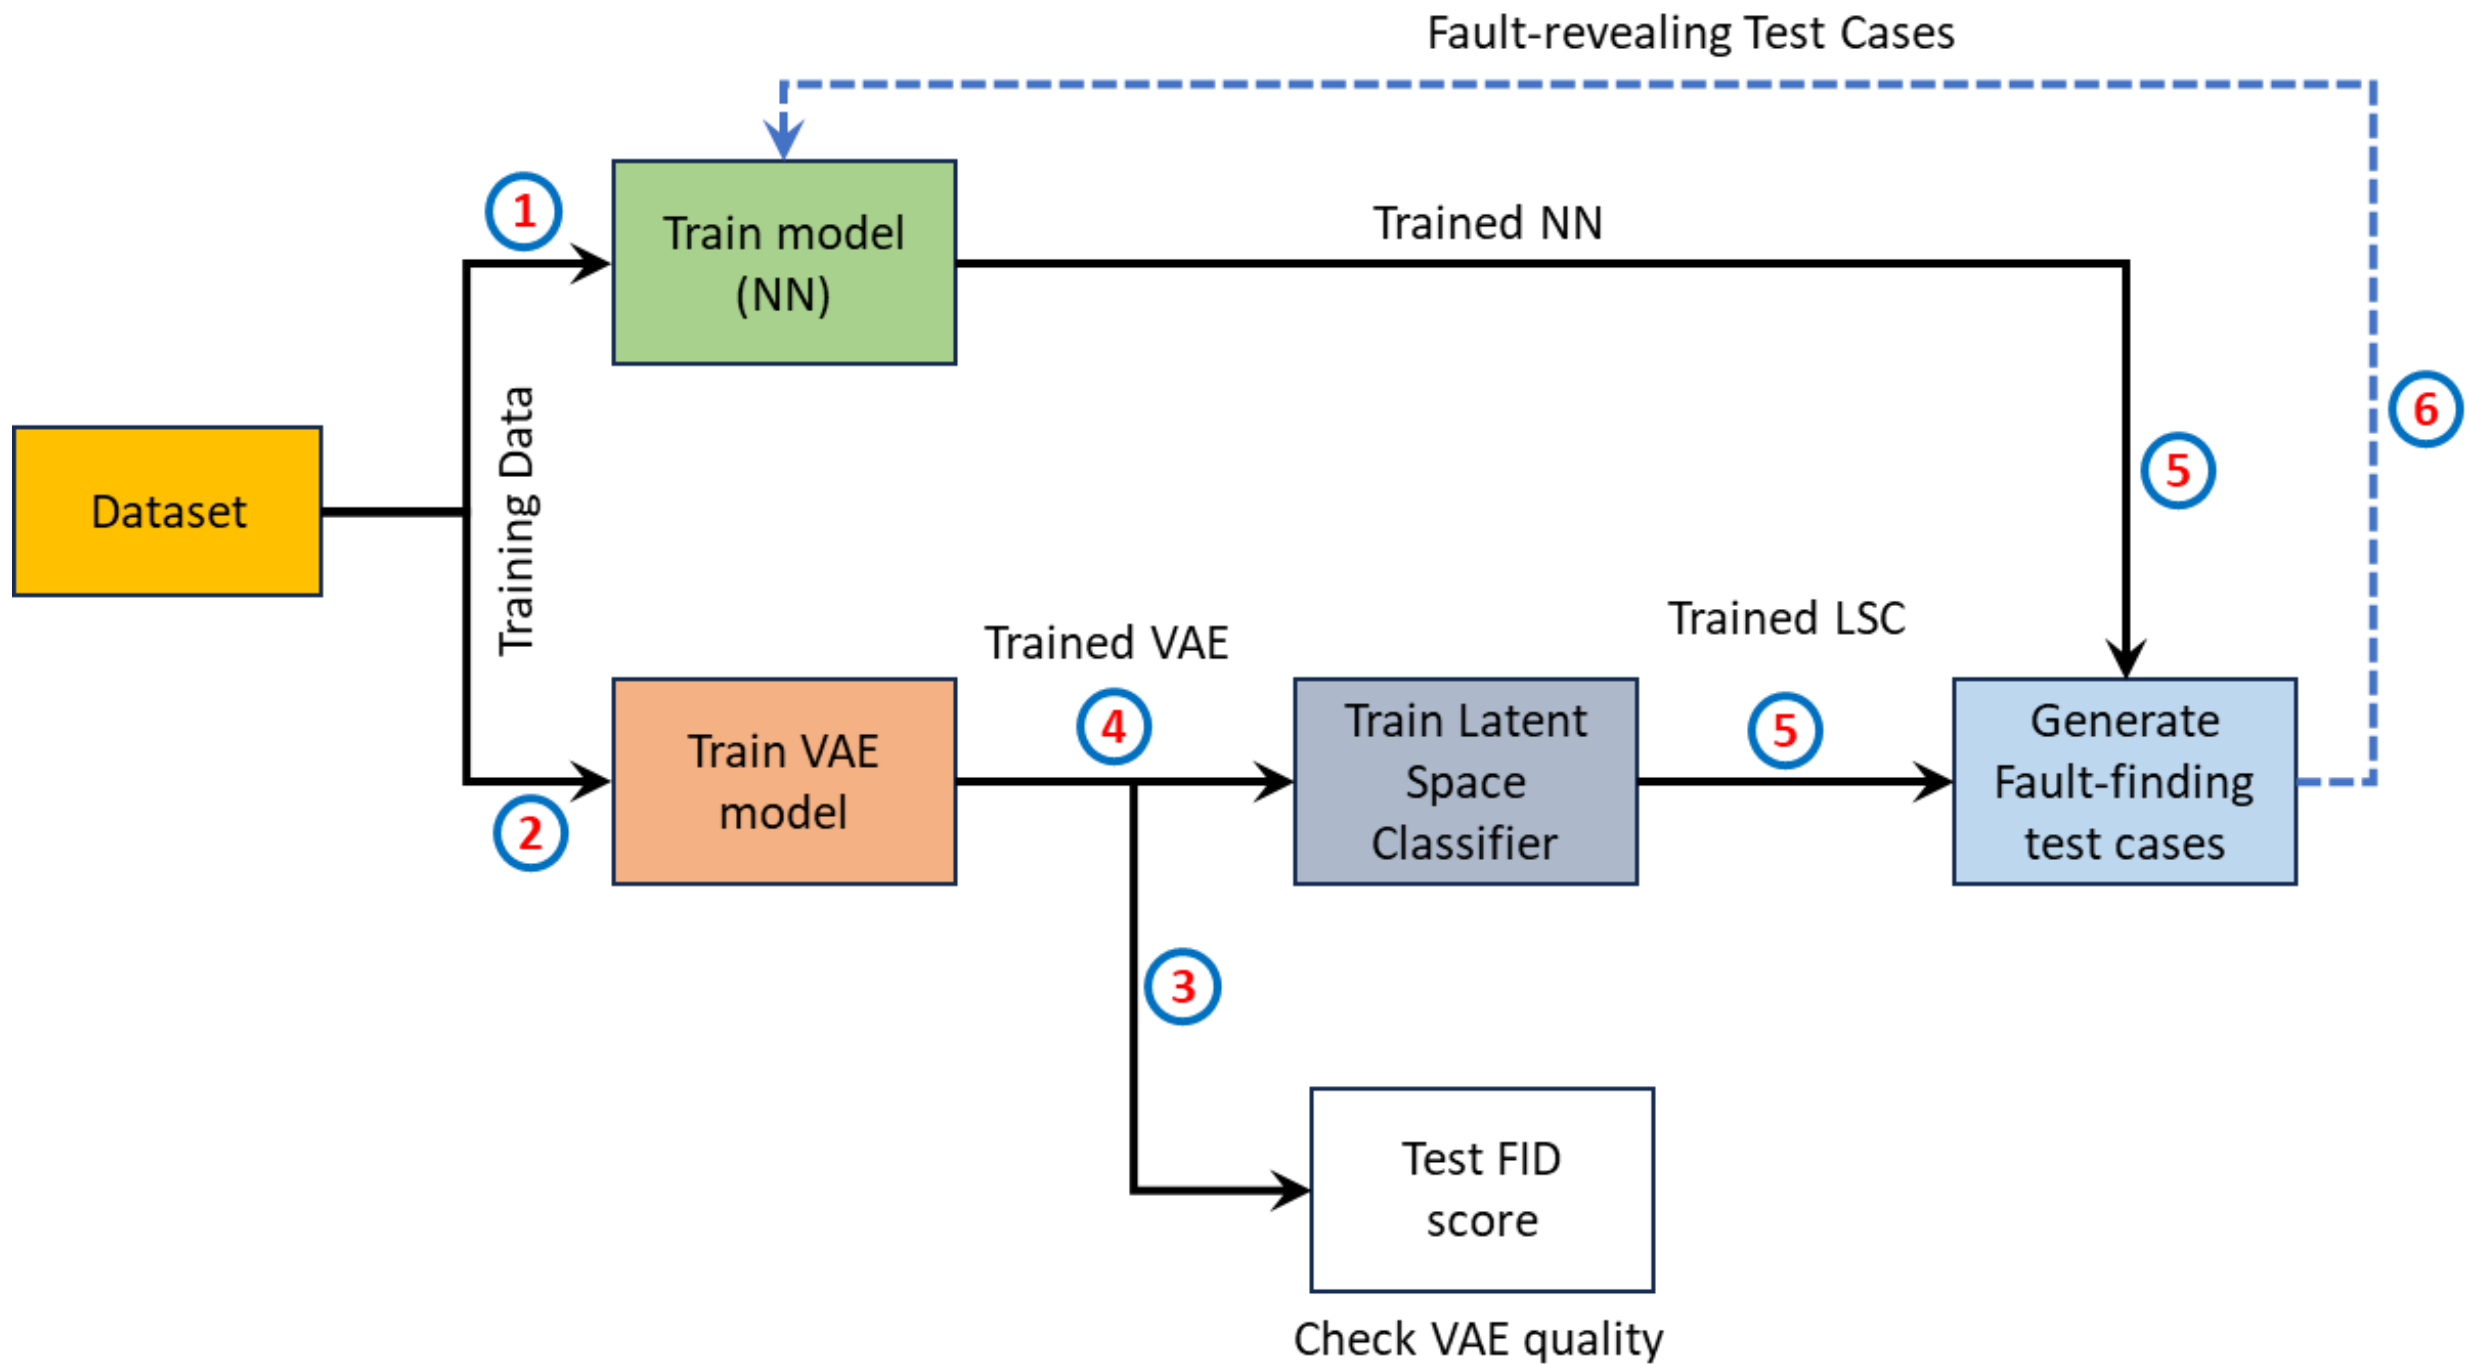 Fault-revealing Test Cases
1
Train model
(NN)
Trained NN
6
5
Dataset
Training Data
Trained VAE
Trained LSC
4
5
2
Train VAE
model
Train Latent
Space
Classifier
Generate
Fault-finding
test cases
3
Test FID
score
Check VAE quality